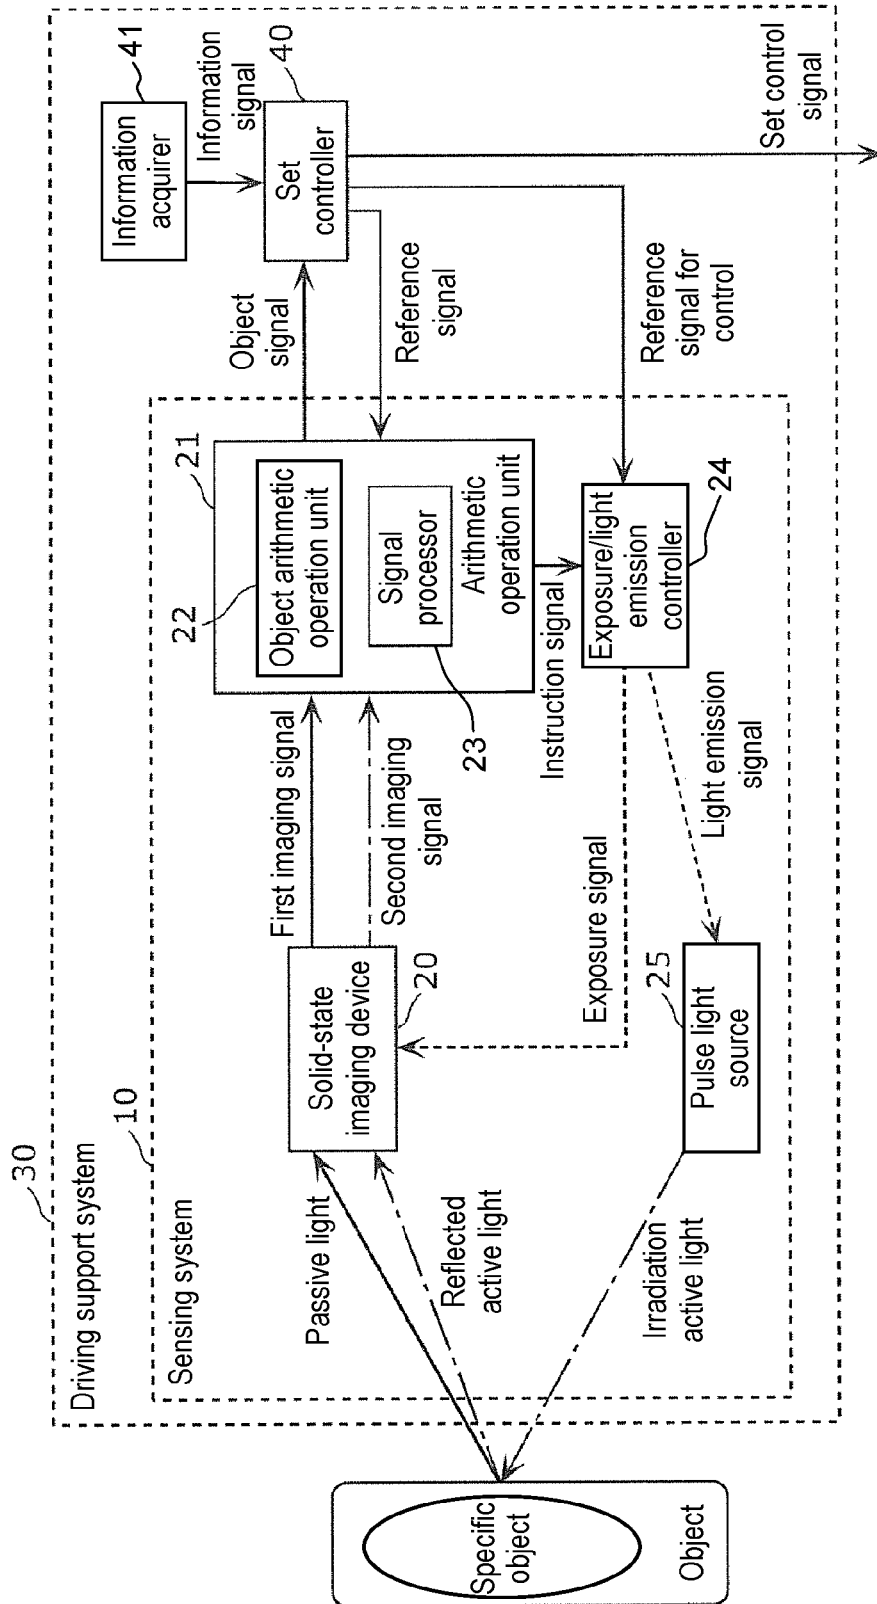 30
Driving support system
10
Sensing system
Specific
object
Object
Passive light
Reflected
active light
Irradiation
active light
Solid-state
imaging device
20
Pulse light
source
25
First imaging signal
Second imaging
signal
Exposure signal
Light emission
signal
21
22
Object arithmetic
operation unit
Signal
processor
23
Arithmetic
operation unit
Instruction signal
Exposure/light
emission
controller
24
Object
signal
Reference
signal
Reference
signal for
control
Information
acquirer
41
Information
signal
Set
controller
40
Set control
signal